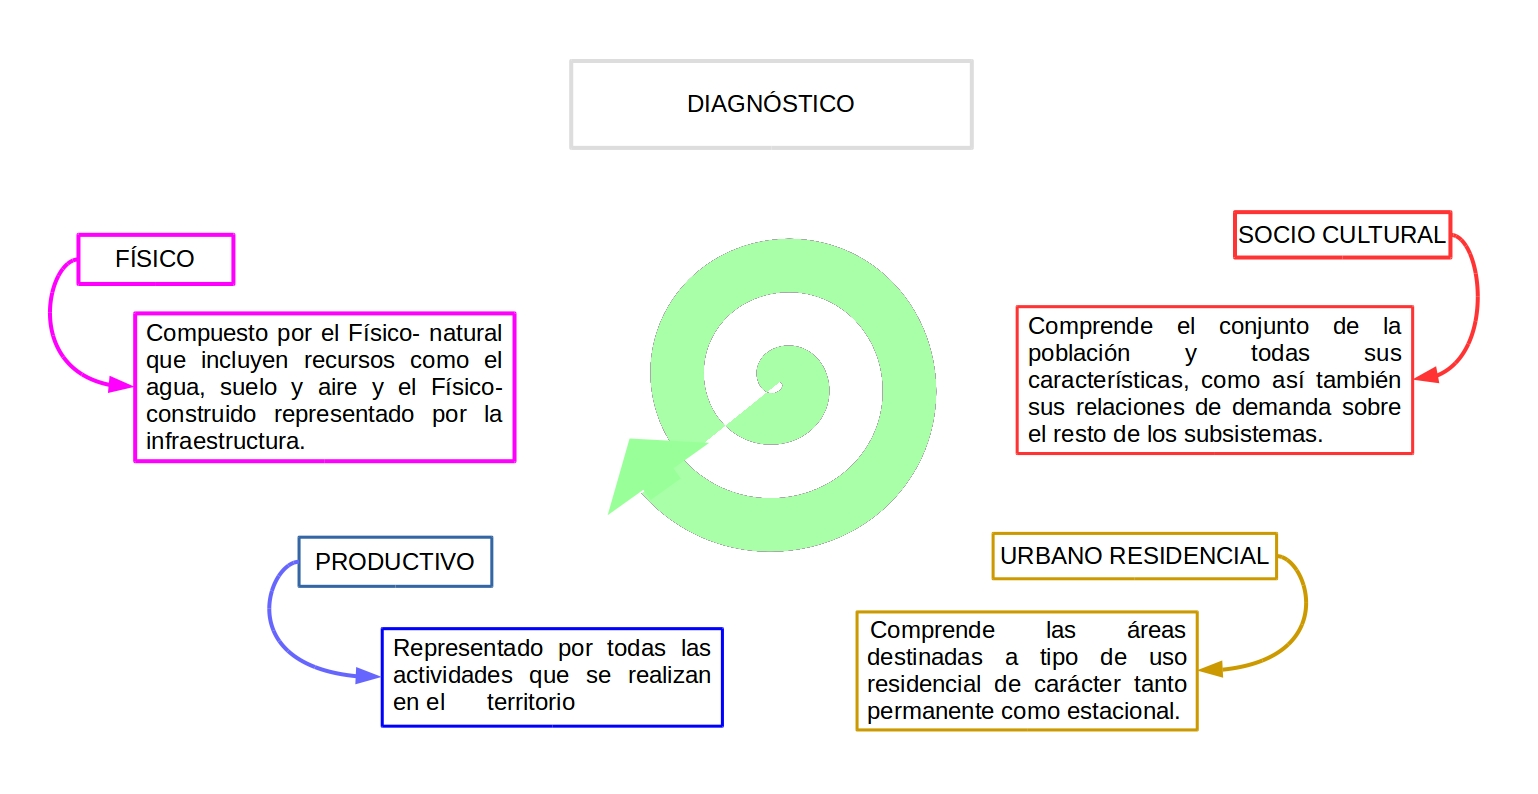 DIAGNÓSTICO
FÍSICO
Compuesto por el Físico- natural
que incluyen recursos como el
agua, suelo y aire y el Físico-
construido representado por la
infraestructura.
SOCIO CULTURAL
Comprende el conjunto de la
población y todas sus
características, como así también
sus relaciones de demanda sobre
el resto de los subsistemas.
PRODUCTIVO
Representado por todas las
actividades que se realizan
en el territorio
URBANO RESIDENCIAL
Comprende las áreas
destinadas a tipo de uso
residencial de carácter tanto
permanente como estacional.